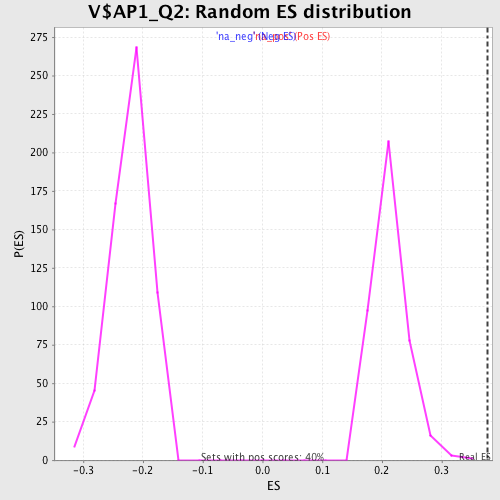 V$AP1_Q2: Random ES distribution
'na_neg' (Neg ES) 'na_pos' (Pos ES)
275
250
225
200
175
150
125
100
75
50
25
0
P(ES)
Sets with pos scores: 40%
Real ES
-0.3 -0.2 -0.1 0.0 0.1 0.2 0.3
ES